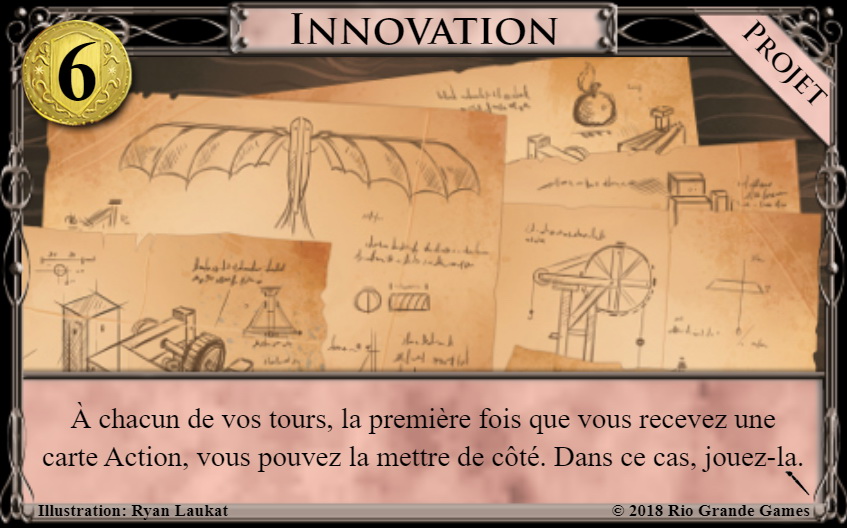 INNOVATION
6
PROJET
À chacun de vos tours, la première fois que vous recevez une
carte Action, vous pouvez la mettre de côté. Dans ce cas, jouez-la.
Illustration: Ryan Laukat
© 2018 Rio Grande Games